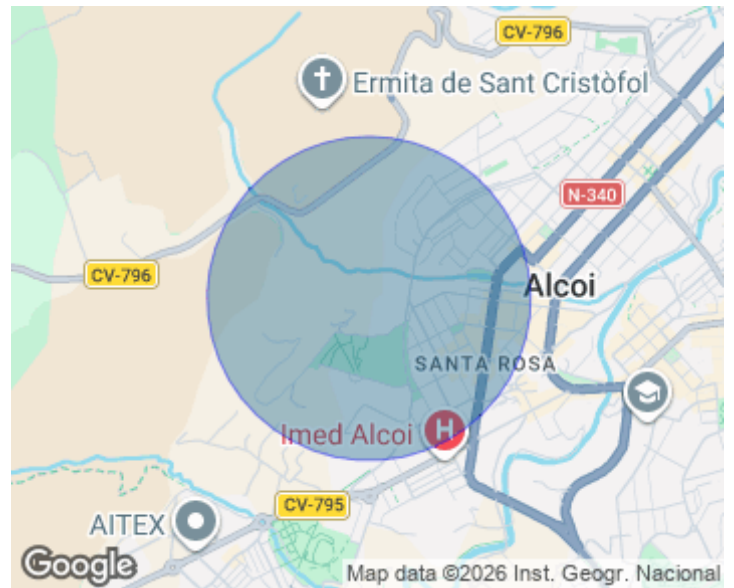 CV-796
Ermita de Sant Cristòfol
N-340
CV-796
Alcoi
SANTA ROSA
Imed Alcoi
H
CV-795
AITEX
Google
Map data ©2026 Inst. Geogr. Nacional